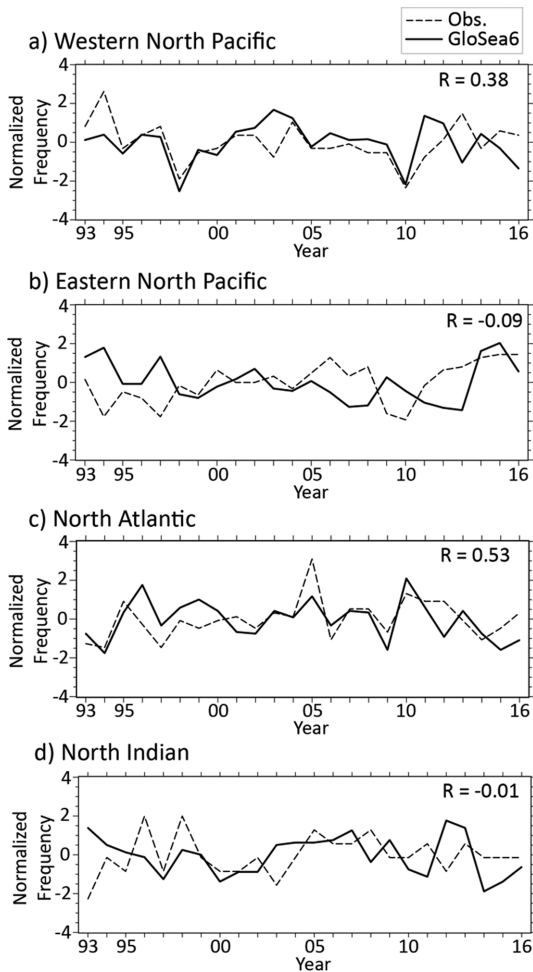 Obs.
GloSea6
a) Western North Pacific
R = 0.38
Normalized
Frequency
4
2
0
-2
-4
93 95 00 05 10 16
Year
b) Eastern North Pacific
R = -0.09
Normalized
Frequency
4
2
0
-2
-4
93 95 00 05 10 16
Year
c) North Atlantic
R = 0.53
Normalized
Frequency
4
2
0
-2
-4
93 95 00 05 10 16
Year
d) North Indian
R = -0.01
Normalized
Frequency
4
2
0
-2
-4
93 95 00 05 10 16
Year